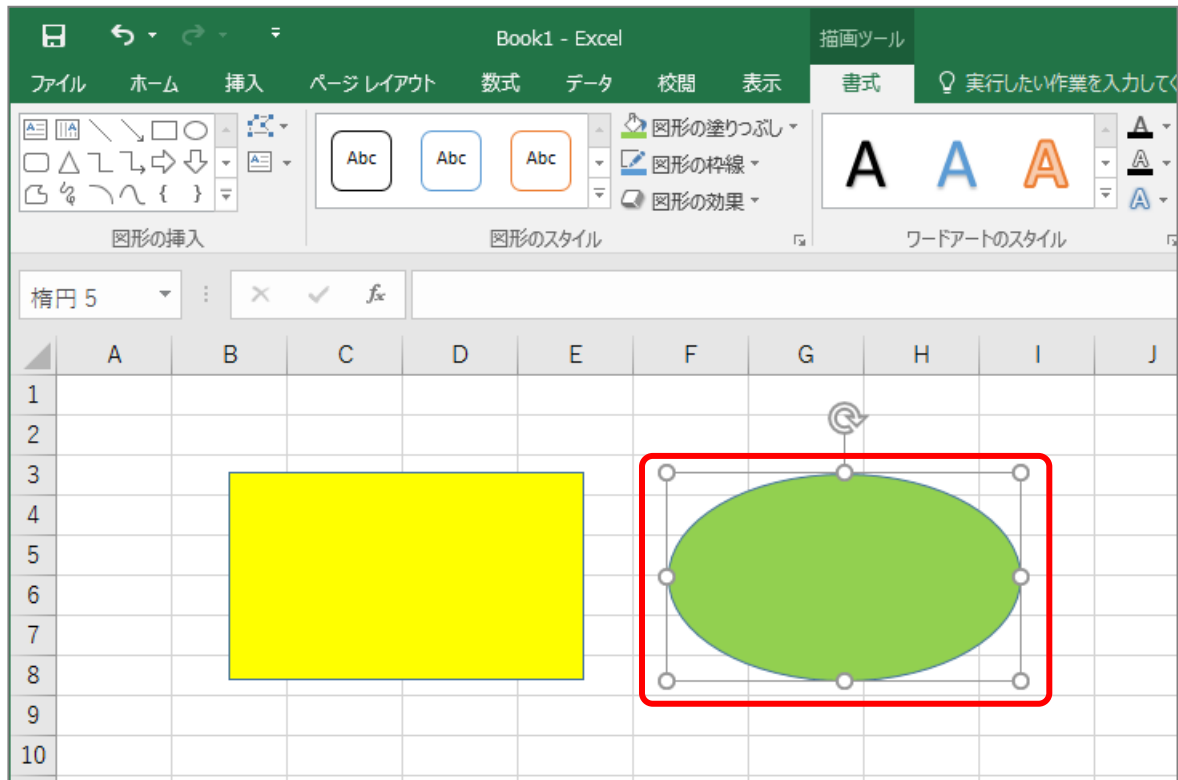 Book1 - Excel 描画ツール
ファイル ホーム 挿入 ページ レイアウト 数式 データ 校閲 表示 書式 実行したい作業を入力してく
Abc Abc Abc 図形の塗りつぶし A A A A
図形の枠線 A
図形の効果 A
図形の挿入 図形のスタイル ワードアートのスタイル
楕円 5 fx
A B C D E F G H I J
1
2
3
4
5
6
7
8
9
10